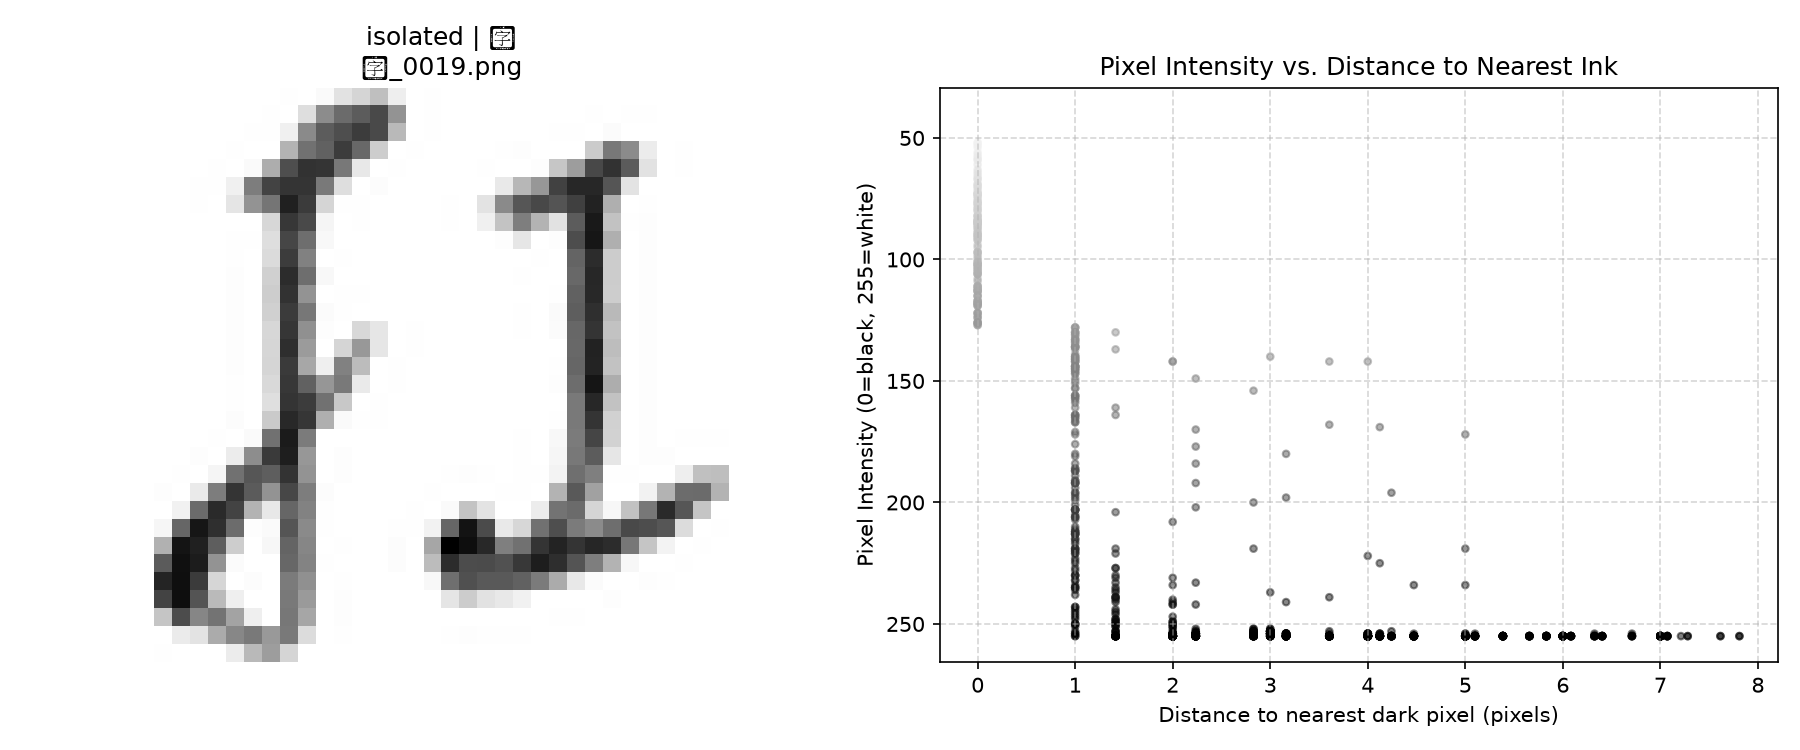 isolated |
_0019.png
扛
Pixel Intensity vs. Distance to Nearest Ink
Pixel Intensity (0=black, 255=white)
50
100
150
200
250
0 1 2 3 4 5 6 7 8
Distance to nearest dark pixel (pixels)